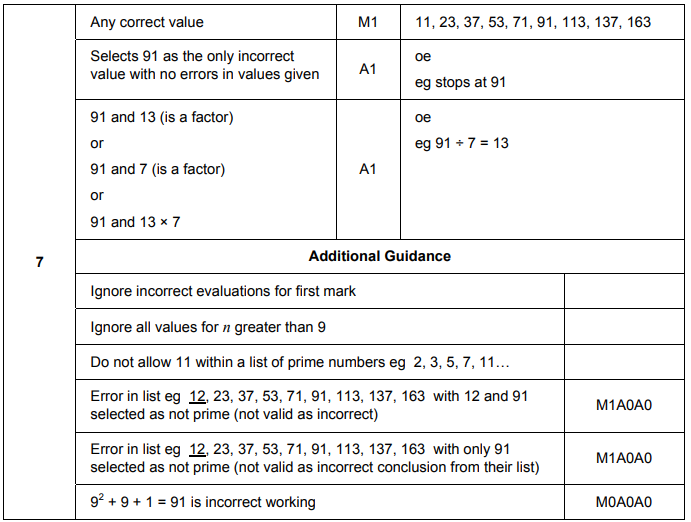 Any correct value M1 11, 23, 37, 53, 71, 91, 113, 137, 163
Selects 91 as the only incorrect
value with no errors in values given
A1
oe
eg stops at 91
91 and 13 (is a factor)
or
91 and 7 (is a factor)
or
91 and 13 × 7
A1
oe
eg 91 ÷ 7 = 13
7
Additional Guidance
Ignore incorrect evaluations for first mark
Ignore all values for n greater than 9
Do not allow 11 within a list of prime numbers eg 2, 3, 5, 7, 11…
Error in list eg 12, 23, 37, 53, 71, 91, 113, 137, 163 with 12 and 91
selected as not prime (not valid as incorrect)
M1A0A0
Error in list eg 12, 23, 37, 53, 71, 91, 113, 137, 163 with only 91
selected as not prime (not valid as incorrect conclusion from their list)
M1A0A0
9² + 9 + 1 = 91 is incorrect working M0A0A0